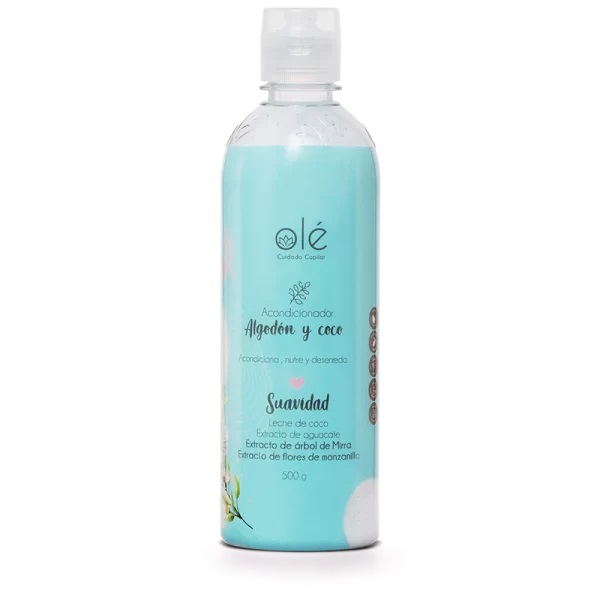 olé
Cuidado Capilar
Acondicionador
Algodón y coco
Acondiciona, nutre y desenreda
Suavidad
Leche de coco
Extracto de aguacate
Extracto de árbol de Mirra
Extracto de flores de manzanilla
500 g